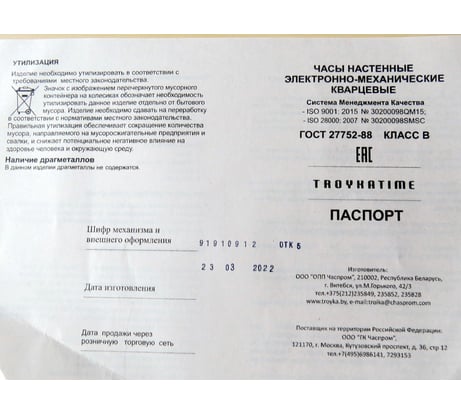 УТИЛИЗАЦИЯ
Изделие необходимо утилизировать в соответствии с
требованиями местного законодательства.
Значок с изображением перечеркнутого мусорного
контейнера на колесиках обозначает необходимость
утилизировать данное изделие отдельно от бытового
мусора. Изделие необходимо сдавать на переработку
в соответствии с нормативами местного законодательства.
Правильная утилизация обеспечивает сокращение количества
мусора, направляемого на мусоросжигательные предприятия и
свалки, и снижает потенциальное негативное влияние на
здоровье человека и окружающую среду.
Наличие драгметаллов
В данном изделии драгметаллы не содержатся.
Шифр механизма и
внешнего оформления 91910912 ОТК 6
23 03 2022
Дата изготовления
Дата продажи через
розничную торговую сеть
ЧАСЫ НАСТЕННЫЕ
ЭЛЕКТРОННО-МЕХАНИЧЕСКИЕ
КВАРЦЕВЫЕ
Система Менеджмента Качества
- ISO 9001: 2015 № 30200098QM15;
- ISO 28000: 2007 № 30200098SMSC
ГОСТ 27752-88 КЛАСС В
ЕАС
TROYKATIME
ПАСПОРТ
Изготовитель:
ООО "ОПП Часпром", 210002, Республика Беларусь,
г. Витебск, ул.М.Горького, 42/3
тел.+375(212)235849, 235852, 235828
www.troyka.by, e-mail:troika@chasprom.com
Поставщик на территории Российской Федерации:
ООО "ТК Часпром",
121170, г. Москва, Кутузовский проспект, д. 36, стр 12
тел.+7(495)6986141, 7293153